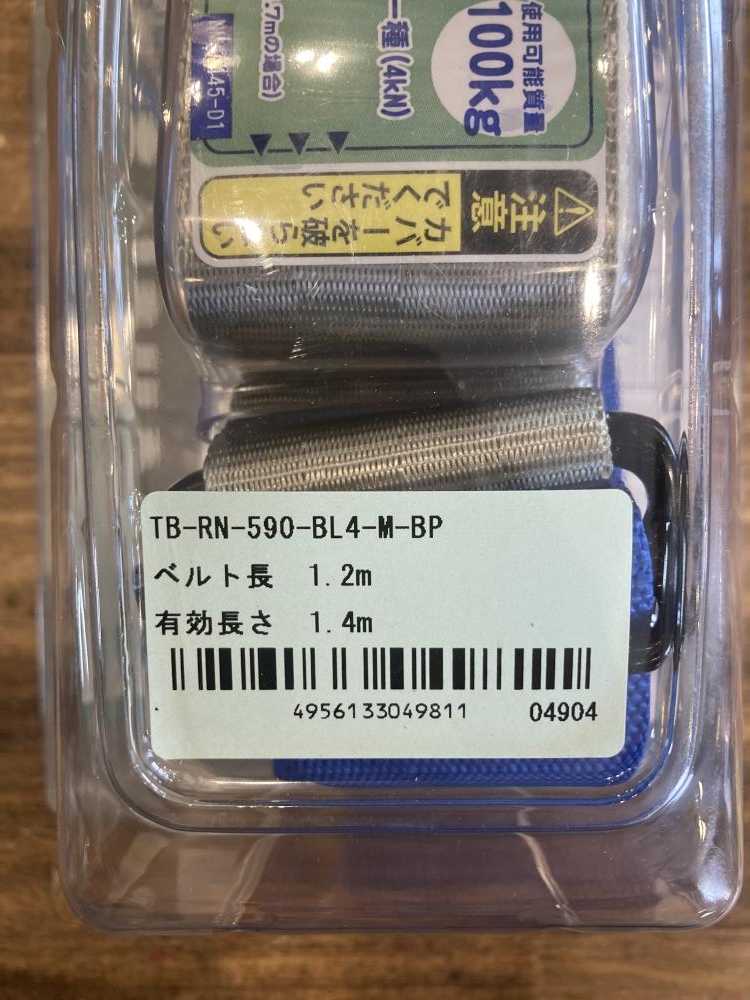 使用可能質量
100kg
一種(4kN)
.7mの場合)
45-D1
注意
カバーを破らない
でください
TB-RN-590-BL4-M-BP
ベルト長 1.2m
有効長さ 1.4m
4956133049811 04904